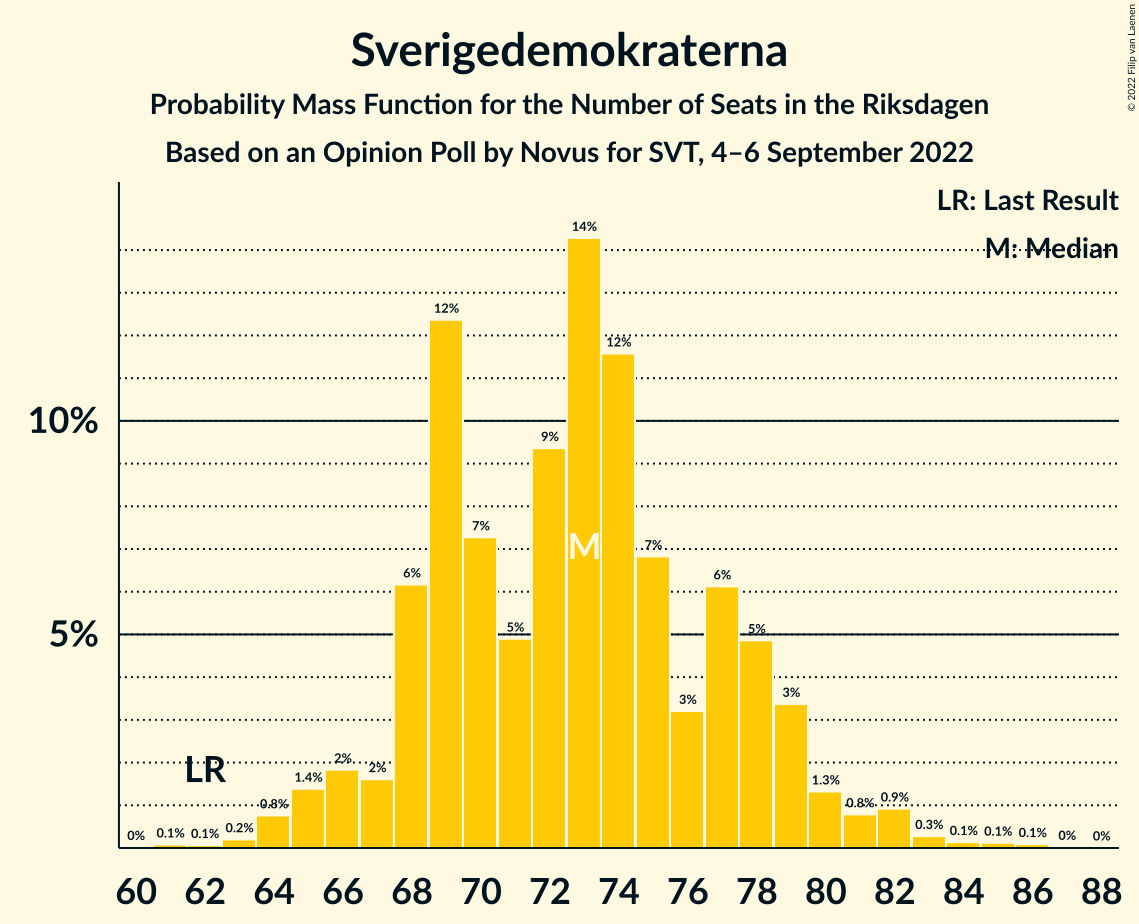 Sverigedemokraterna
Probability Mass Function for the Number of Seats in the Riksdagen
Based on an Opinion Poll by Novus for SVT, 4–6 September 2022
© 2022 Filip van Laenen
LR: Last Result
M: Median
10%
5%
0% 0.1% 0.1% 0.2% 0.8% 1.4% 2% 2% 6% 12% 7% 5% 9% 14% 12% 7% 3% 6% 5% 3% 1.3% 0.8% 0.9% 0.3% 0.1% 0.1% 0.1% 0% 0%
LR
M
60 62 64 66 68 70 72 74 76 78 80 82 84 86 88